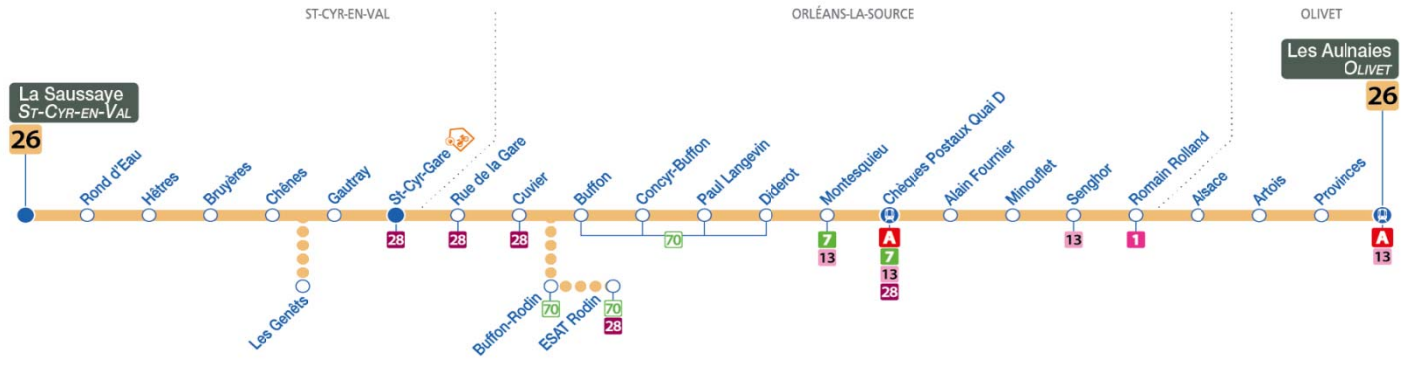 ST-CYR-EN-VAL
ORLÉANS-LA-SOURCE
OLIVET
La Saussaye
ST-CYR-EN-VAL
26
Les Aulnaies
OLIVET
26
Rond d'Eau
Hêtres
Bruyères
Chênes
Gautray
St-Cyr-Gare
Rue de la Gare
Cuvier
Buffon
Concyr-Buffon
Paul Langevin
Diderot
Montesquieu
Chèques Postaux Quai D
Alain Fournier
Minouflet
Senghor
Romain Rolland
Alsace
Artois
Provinces
28
28
28
70
7
13
A
7
13
28
13
1
A
13
Les Genêts
Buffon-Rodin
70
ESAT Rodin
70
28